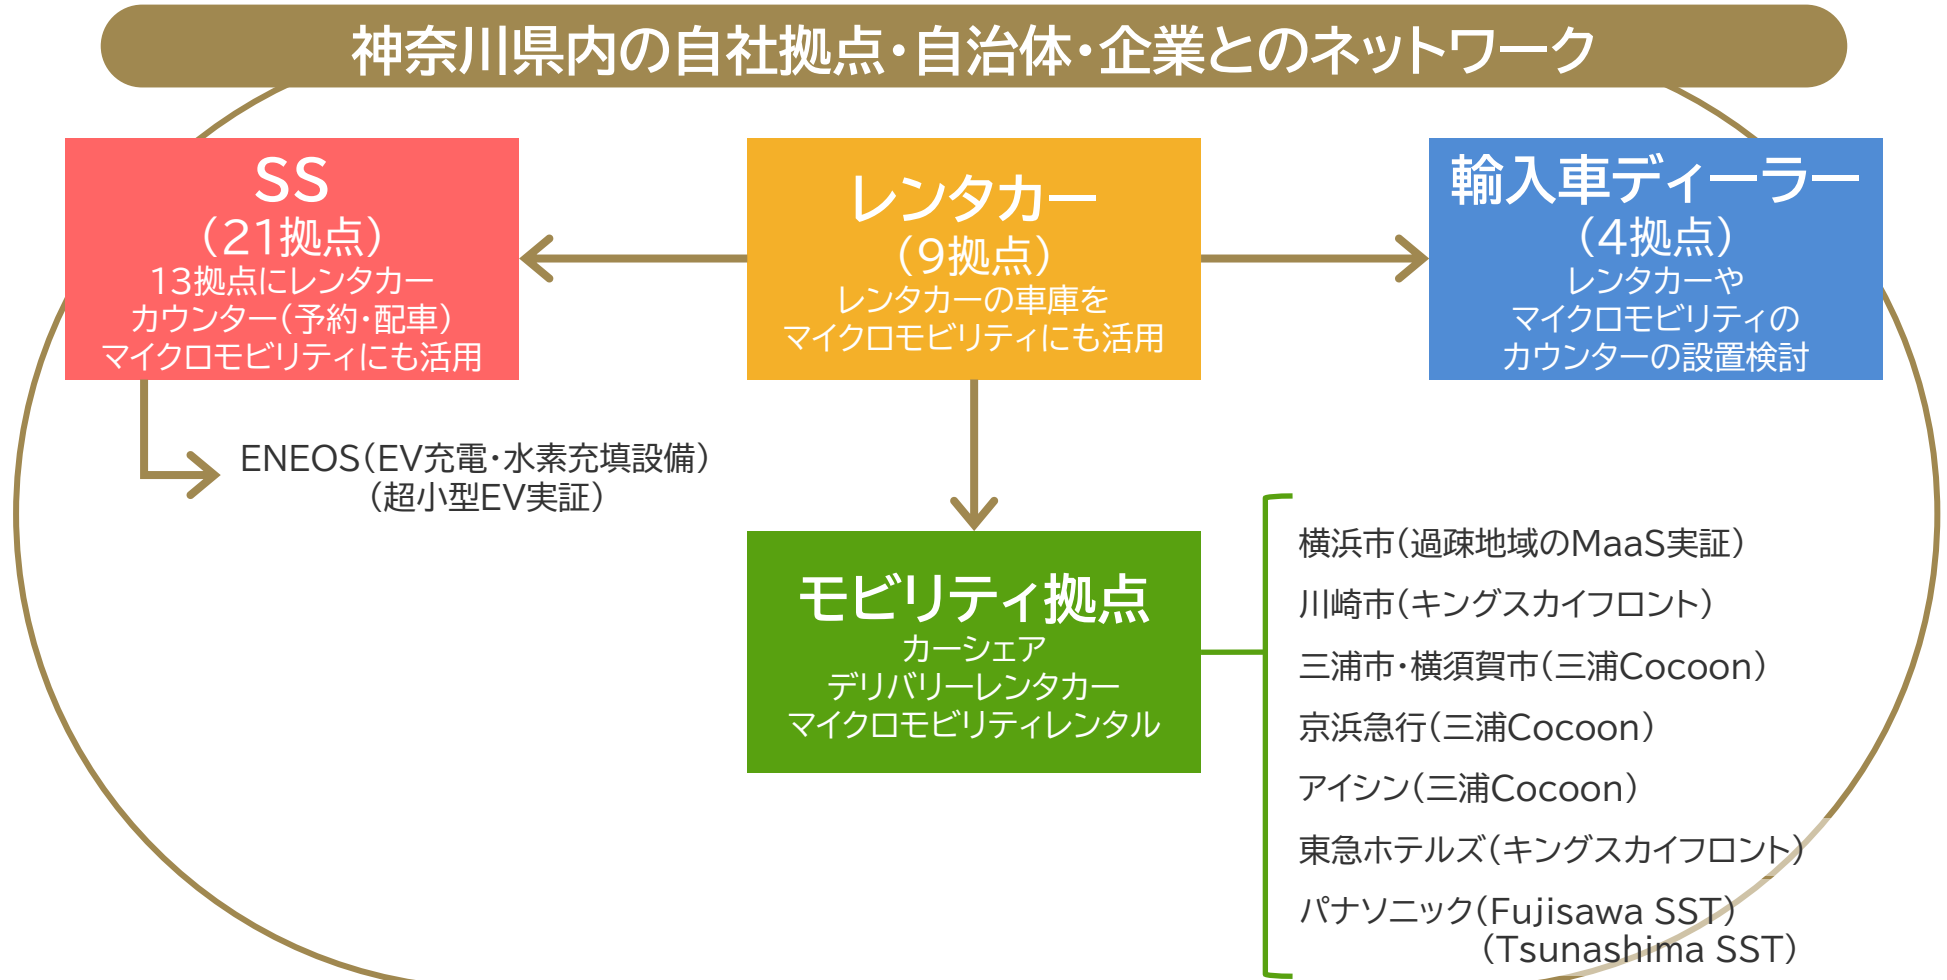 神奈川県内の自社拠点・自治体・企業とのネットワーク
SS
（21拠点）
13拠点にレンタカー
カウンター（予約・配車）
マイクロモビリティにも活用
レンタカー
（9拠点）
レンタカーの車庫を
マイクロモビリティにも活用
輸入車ディーラー
（4拠点）
レンタカーや
マイクロモビリティの
カウンターの設置検討
ENEOS（EV充電・水素充填設備）
（超小型EV実証）
モビリティ拠点
カーシェア
デリバリーレンタカー
マイクロモビリティレンタル
横浜市（過疎地域のMaaS実証）
川崎市（キングスカイフロント）
三浦市・横須賀市（三浦Cocoon）
京浜急行（三浦Cocoon）
アイシン（三浦Cocoon）
東急ホテルズ（キングスカイフロント）
パナソニック（Fujisawa SST）
（Tsunashima SST）